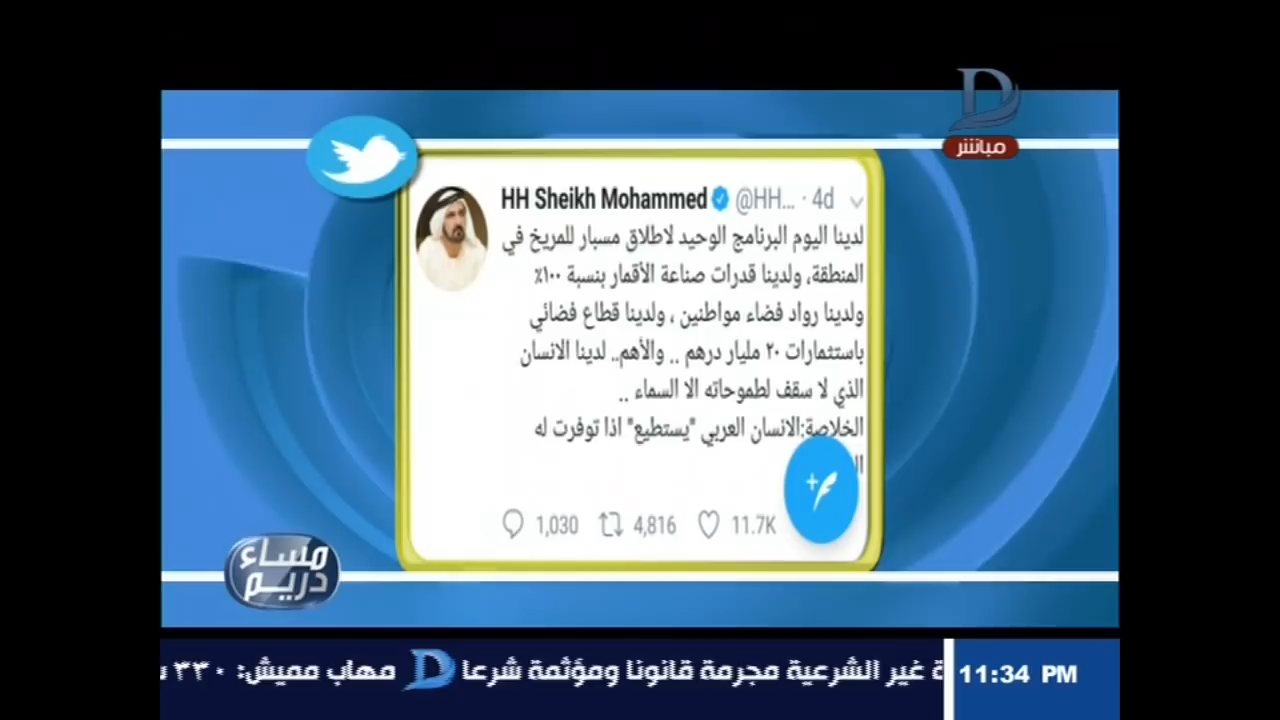 مباشر
HH Sheikh Mohammed @HH... · 4d
لدينا اليوم البرنامج الوحيد لاطلاق مسبار للمريخ في
المنطقة، ولدينا قدرات صناعة الأقمار بنسبة ١٠٠٪
ولدينا رواد فضاء مواطنين ، ولدينا قطاع فضائي
باستثمارات ٢٠ مليار درهم .. والأهم.. لدينا الانسان
الذي لا سقف لطموحاته الا السماء ..
الخلاصة:الانسان العربي "يستطيع" اذا توفرت له
1,030 4,816 11.7K
مساء
دريم
ة غير الشرعية مجرمة قانونا ومؤثمة شرعا مهاب مميش: ٣٣٠
11:34 PM